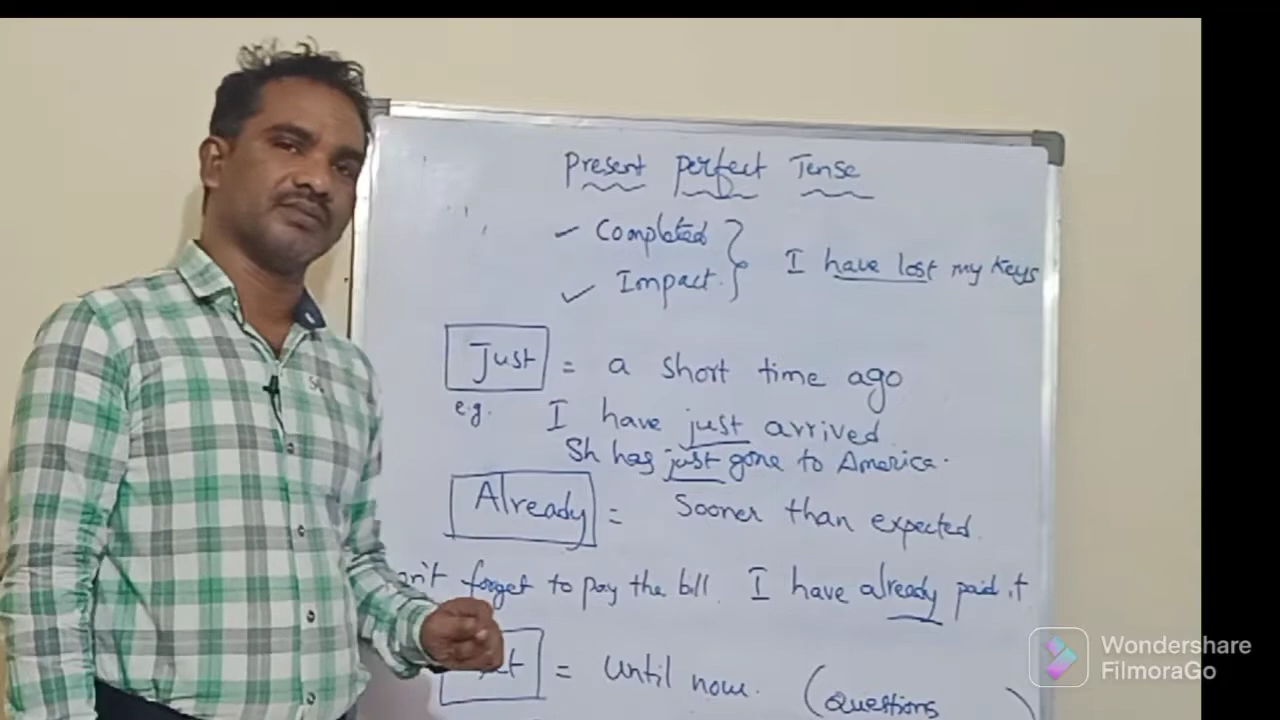 Present Perfect Tense
Completed
Impact.
I have lost my Keys
Just = a short time ago
e.g. I have just arrived
Sh has just gone to America.
Already = Sooner than expected.
forget to pay the bill. I have already paid it
= until now. (questions )
Wondershare
FilmoraGo